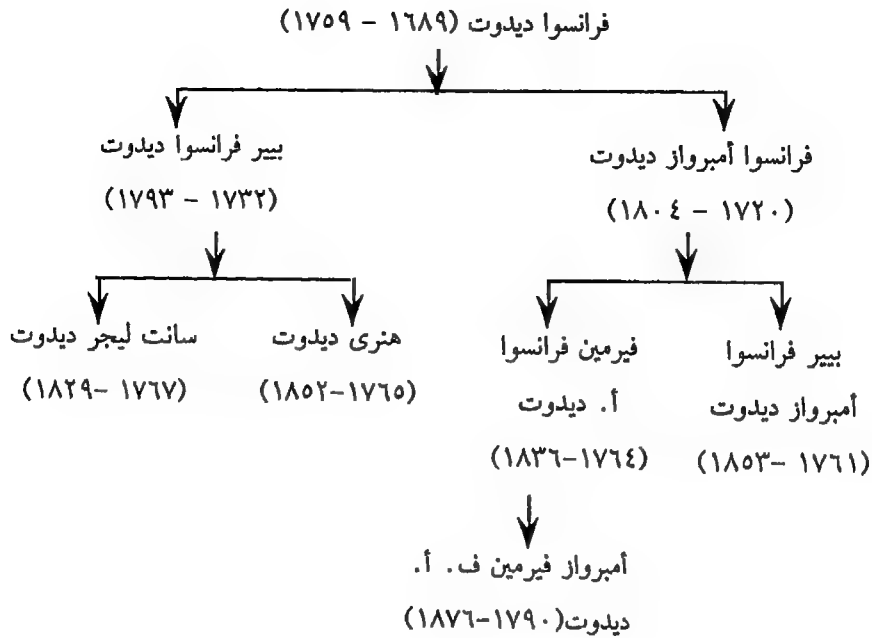 فرانسوا ديدوت (١٦٨٩ - ١٧٥٩)
فرانسوا أمبرواز ديدوت
(١٧٢٠ - ١٨٠٤)
بيير فرانسوا ديدوت
(١٧٣٢ - ١٧٩٣)
بيير فرانسوا
أمبرواز ديدوت
(١٧٦١ -١٨٥٣)
فيرمين فرانسوا
أ. ديدوت
(١٧٦٤-١٨٣٦)
هنرى ديدوت
(١٧٦٥-١٨٥٢)
سانت ليجر ديدوت
(١٧٦٧ -١٨٢٩)
أمبرواز فيرمين ف. أ.
ديدوت(١٧٩٠-١٨٧٦)